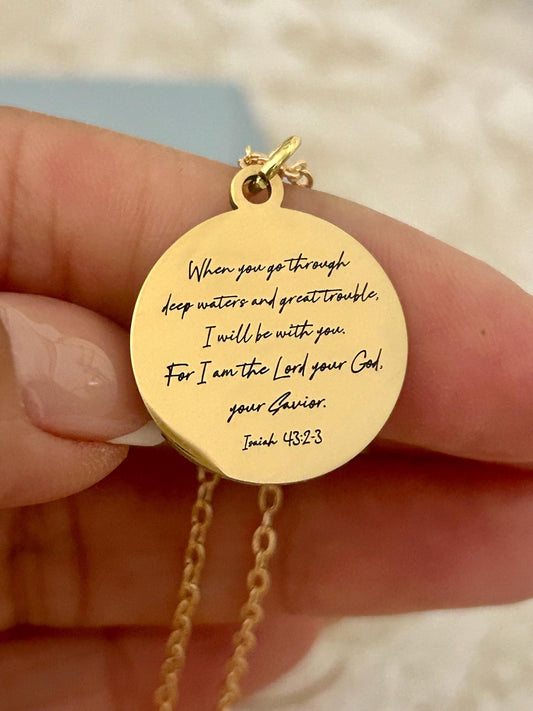 When you go through
deep waters and great trouble,
I will be with you.
For I am the Lord your God,
your Savior.
Isaiah 43:2-3